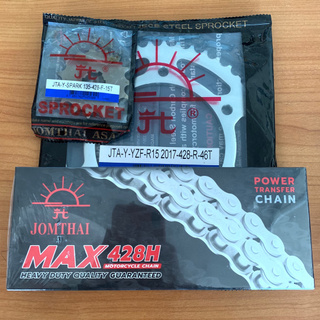 STEEL SPROCKET
JTA-Y-SPARK 135-428-F-15T
SPROCKET
JOMTHAI ASA
®
JTA-Y-YZF-R15 2017-428-R-46T
JOMTHAI
POWER
TRANSFER
CHAIN
MAX 428H
MOTORCYCLE CHAIN
HEAVY DUTY QUALITY GUARANTEED